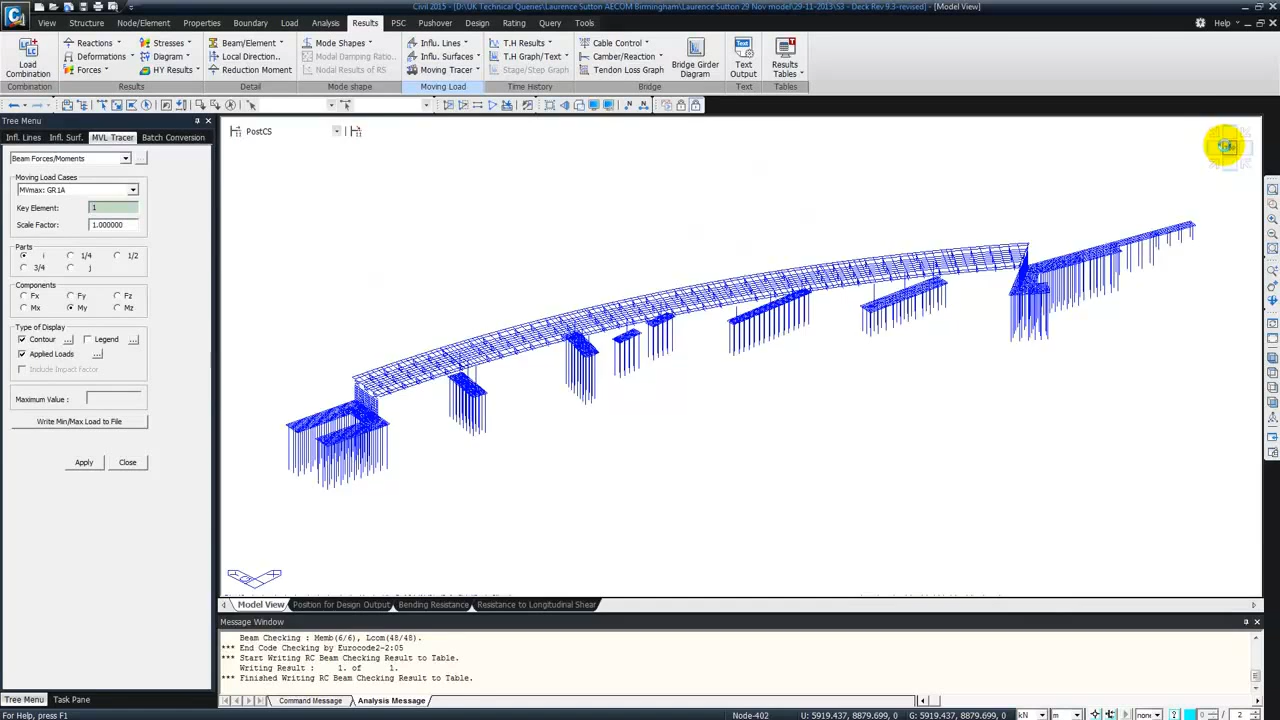 Civil 2015 - [D:\UK Technical Queries\Laurence Sutton AECOM Birmingham\Laurence Sutton 29 Nov model\29-11-2013\S3 - Deck Rev 9.3-revised] - [Model View]
View Structure Node/Element Properties Boundary Load Analysis Results PSC Pushover Design Rating Query Tools Help
Reactions Stresses Beam/Element Mode Shapes Influ. Lines T.H Results Cable Control
Deformations Diagram Local Direction.. Modal Damping Ratio.. Influ. Surfaces T.H Graph/Text Camber/Reaction
Forces HY Results Reduction Moment Nodal Results of RS Moving Tracer Stage/Step Graph Tendon Loss Graph
Load Combination Bridge Girder Diagram Text Output Results Tables
Combination Results Detail Mode shape Moving Load Time History Bridge Text Tables
Tree Menu
Infl. Lines Infl. Surf. MVL Tracer Batch Conversion
PostCS
Beam Forces/Moments ...
Moving Load Cases
MVmax: GR1A
Key Element: 1
Scale Factor: 1.000000
Parts
i 1/4 1/2
3/4 j
Components
Fx Fy Fz
Mx My Mz
Type of Display
Contour ... Legend ...
Applied Loads ...
Include Impact Factor
Maximum Value :
Write Min/Max Load to File
Apply Close
Model View Position for Design Output Bending Resistance Resistance to Longitudinal Shear
Message Window
Beam Checking : Memb(6/6), Lcom(48/48).
*** End Code Checking by Eurocode2-2:05
*** Start Writing RC Beam Checking Result to Table.
Writing Result : 1. of 1.
*** Finished Writing RC Beam Checking Result to Table.
Tree Menu Task Pane Command Message Analysis Message
For Help, press F1 Node-402 U: 5919.437, 8879.699, 0 G: 5919.437, 8879.699, 0 kN m none 0 2